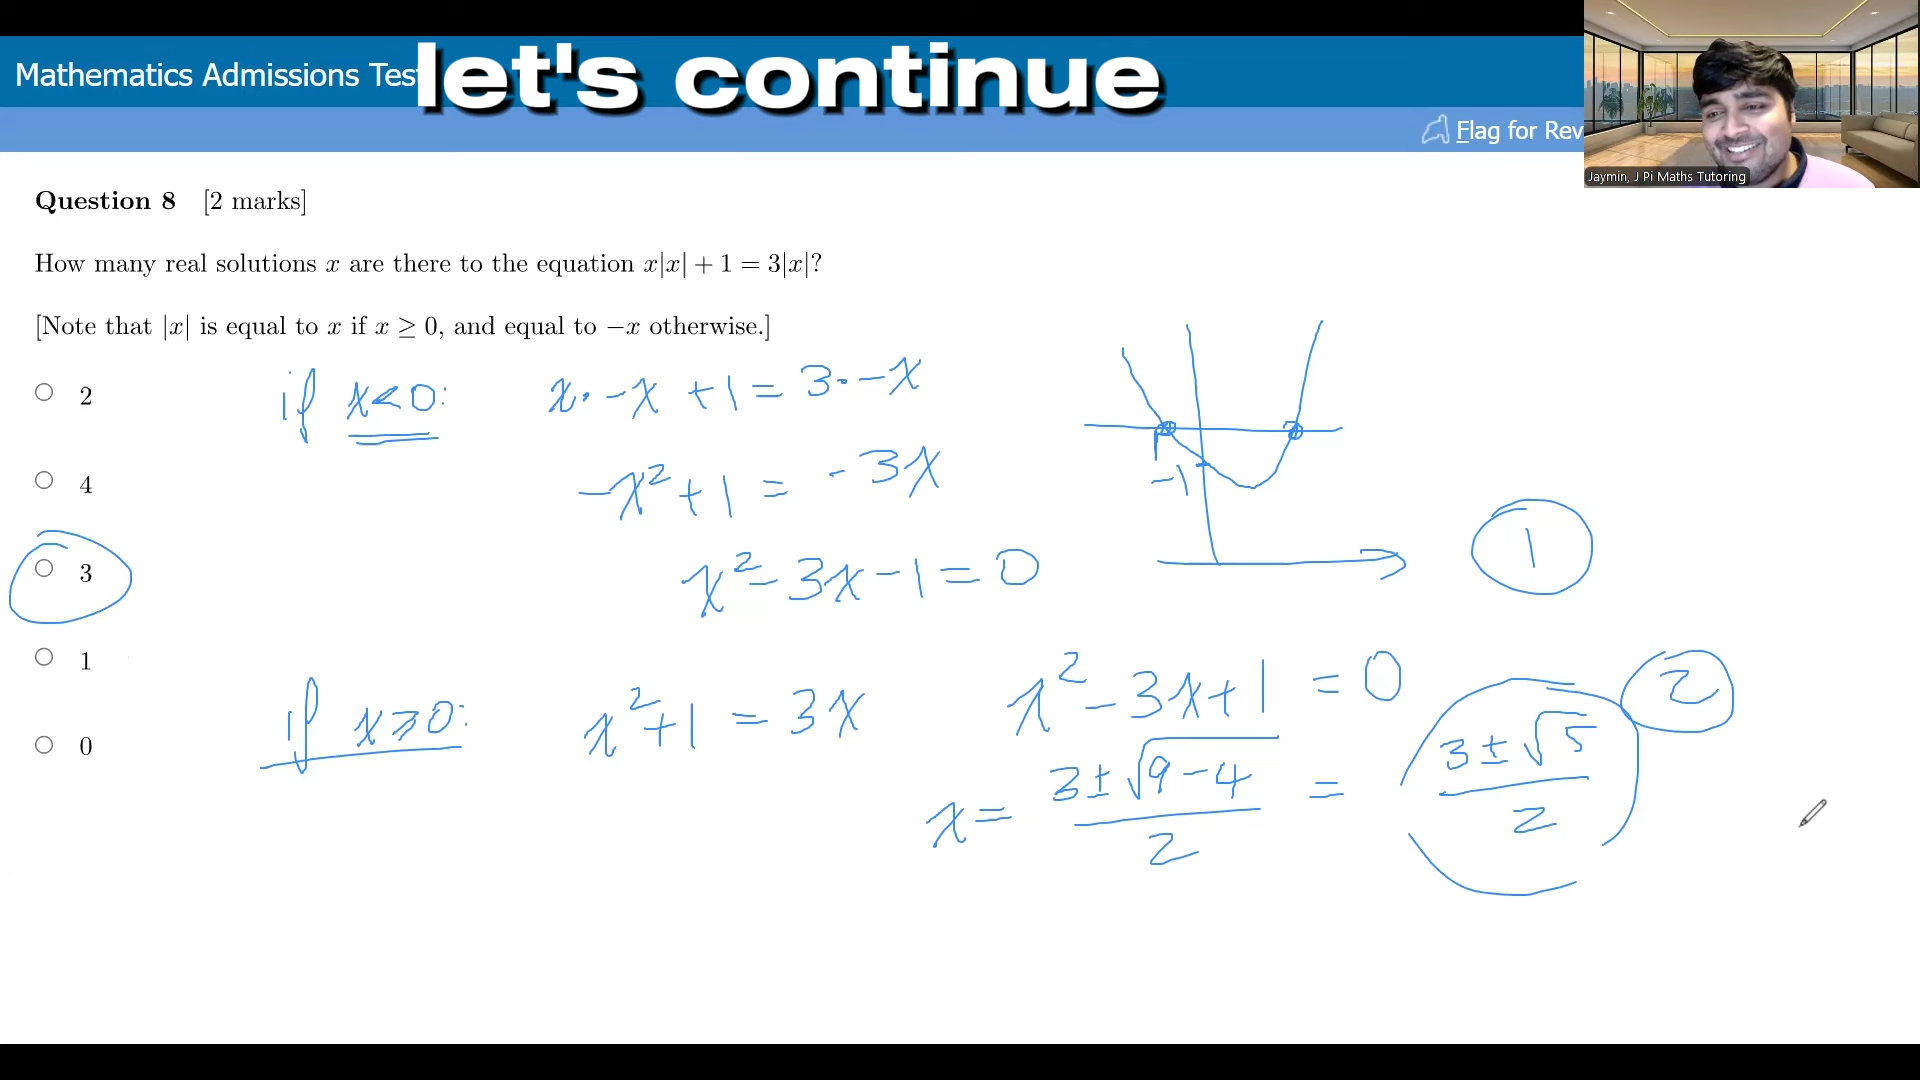 Mathematics Admissions Test
let's continue
Flag for Rev
Jaymin, J Pi Maths Tutoring
Question 8 [2 marks]
How many real solutions x are there to the equation x|x| + 1 = 3|x|?
[Note that |x| is equal to x if x ≥ 0, and equal to −x otherwise.]
2
4
3
1
0
if x<0: x·-x +1 = 3·-x
-x²+1 = -3x
x²-3x-1=0
-1
1
if x≥0: x²+1 = 3x
x²-3x+1 = 0
2
x= 3±√9-4 / 2 = 3±√5 / 2